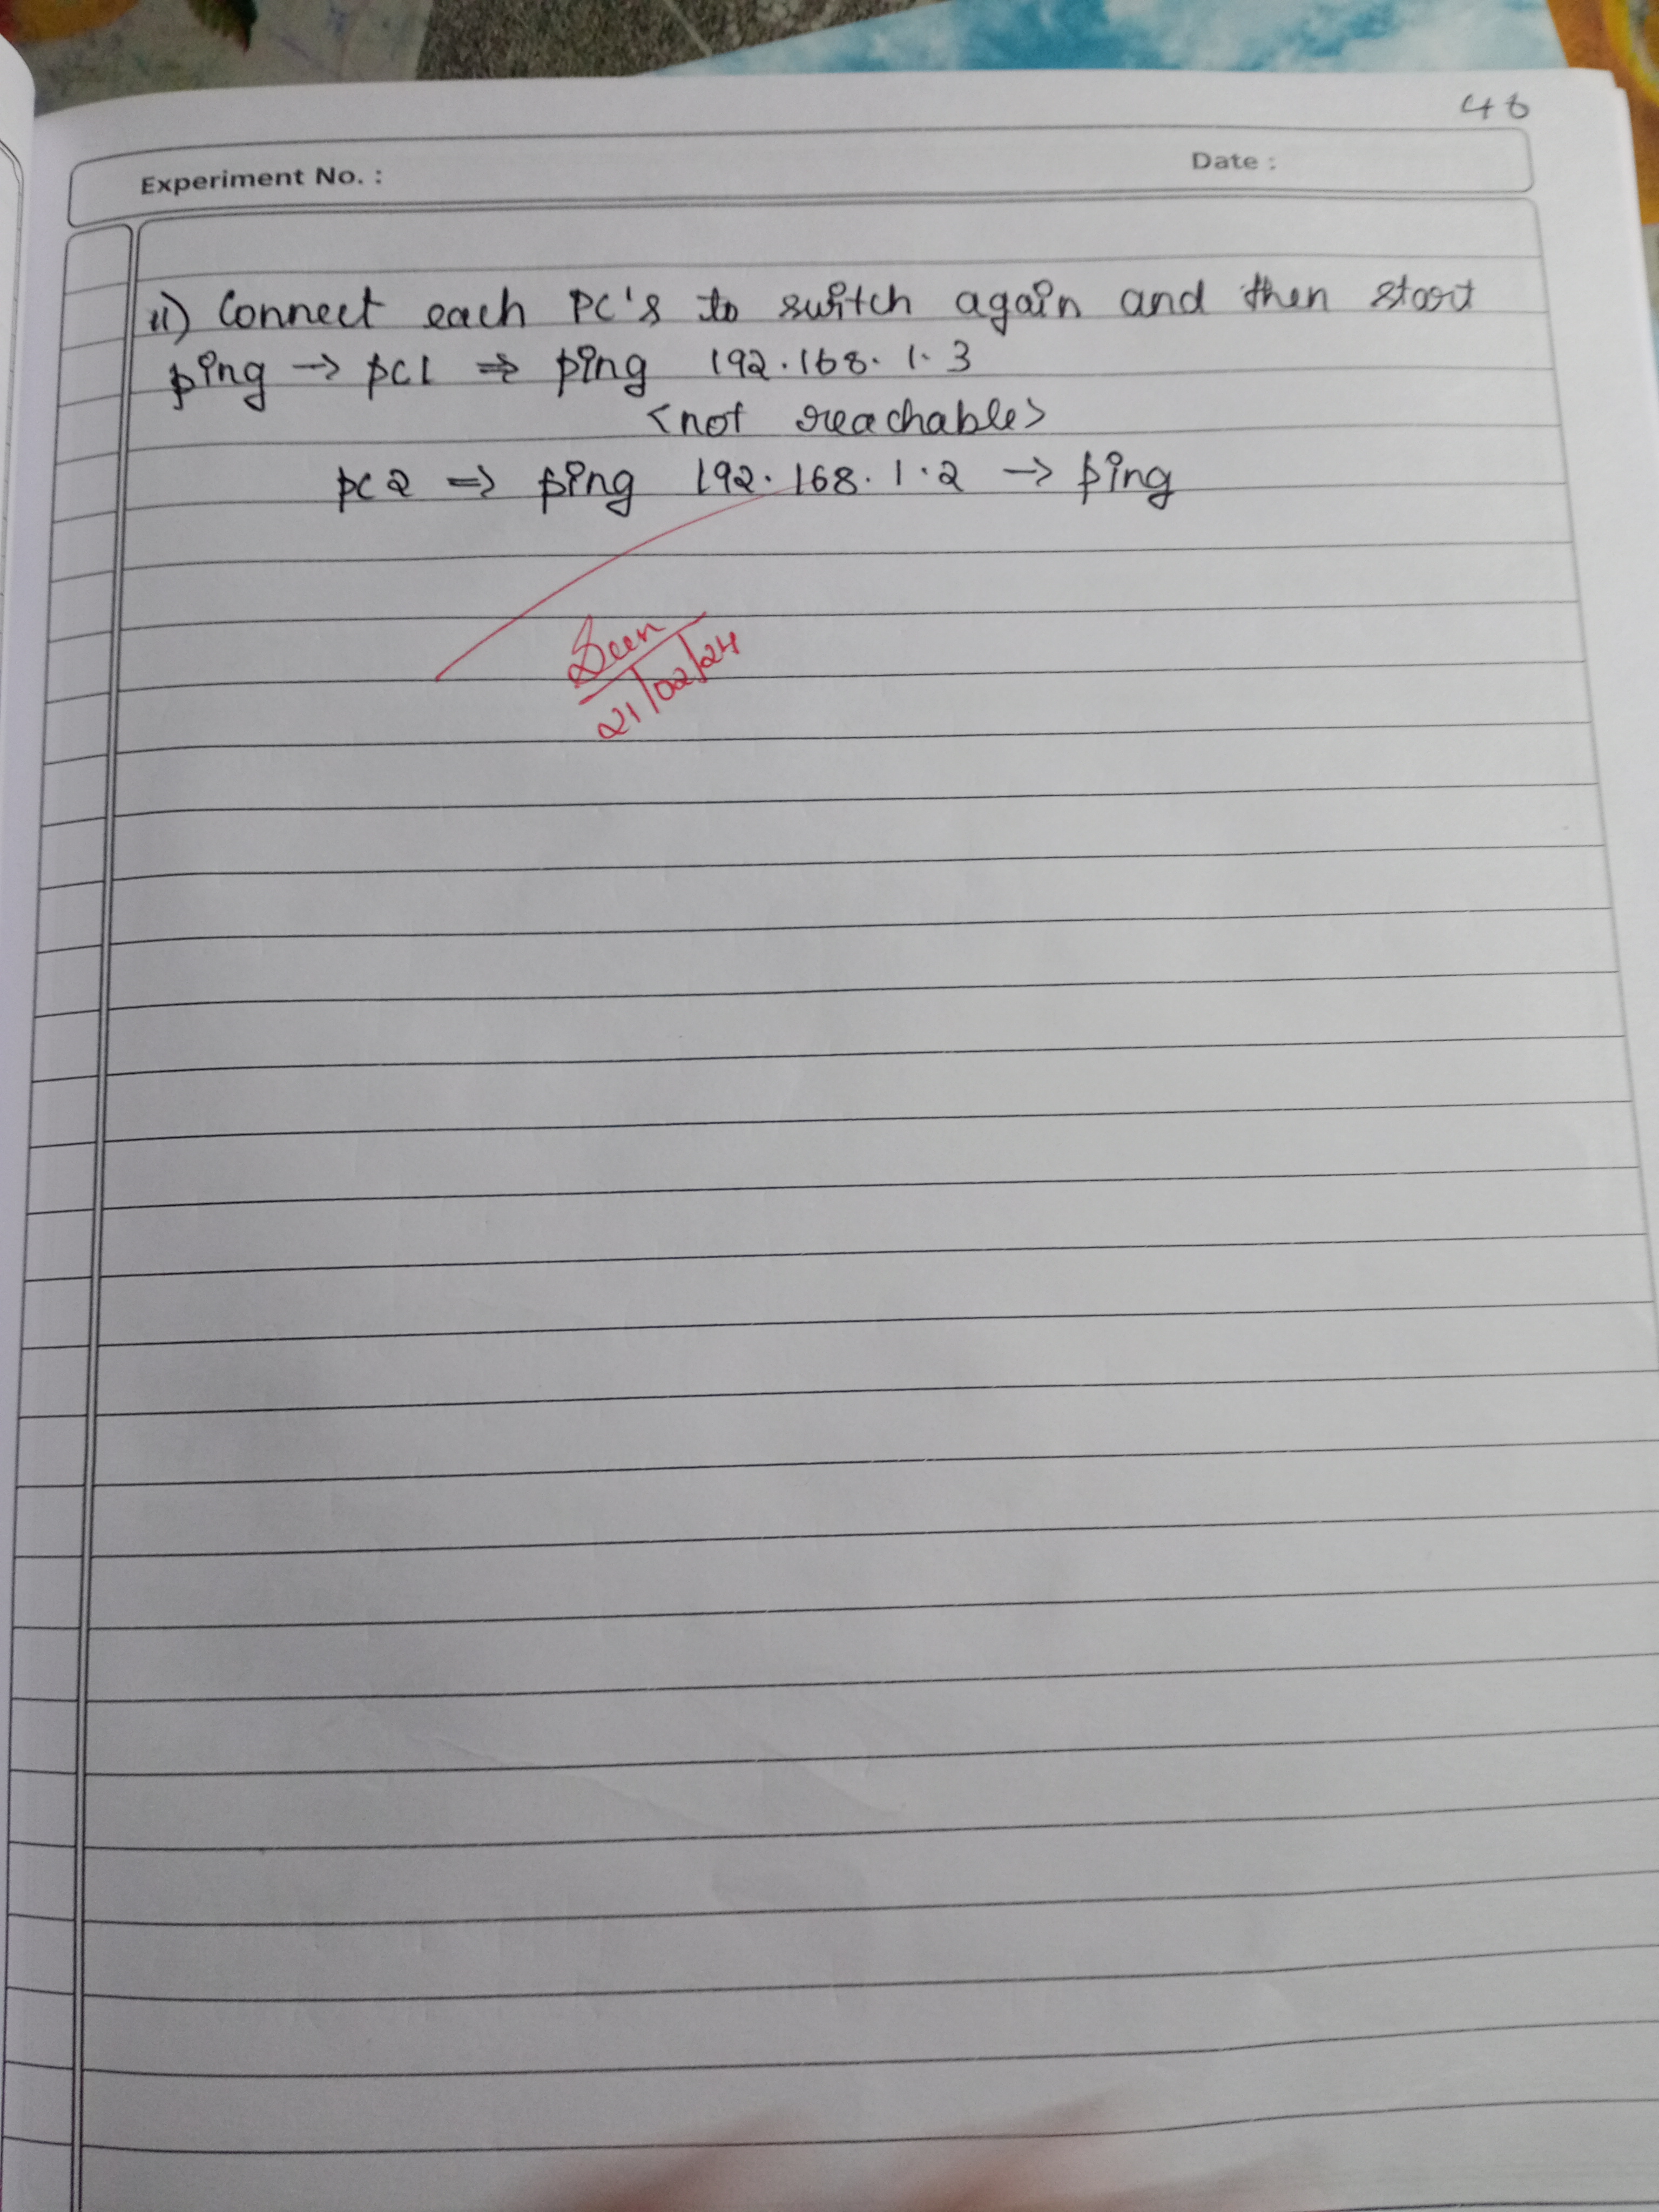 46
Experiment No. :
Date :
11) Connect each PC's to switch again and then start
ping → pc1 ⇒ ping 192.168.1.3
<not reachable>
pc2 ⇒ ping 192.168.1.2 → ping
Seen
21/02/24